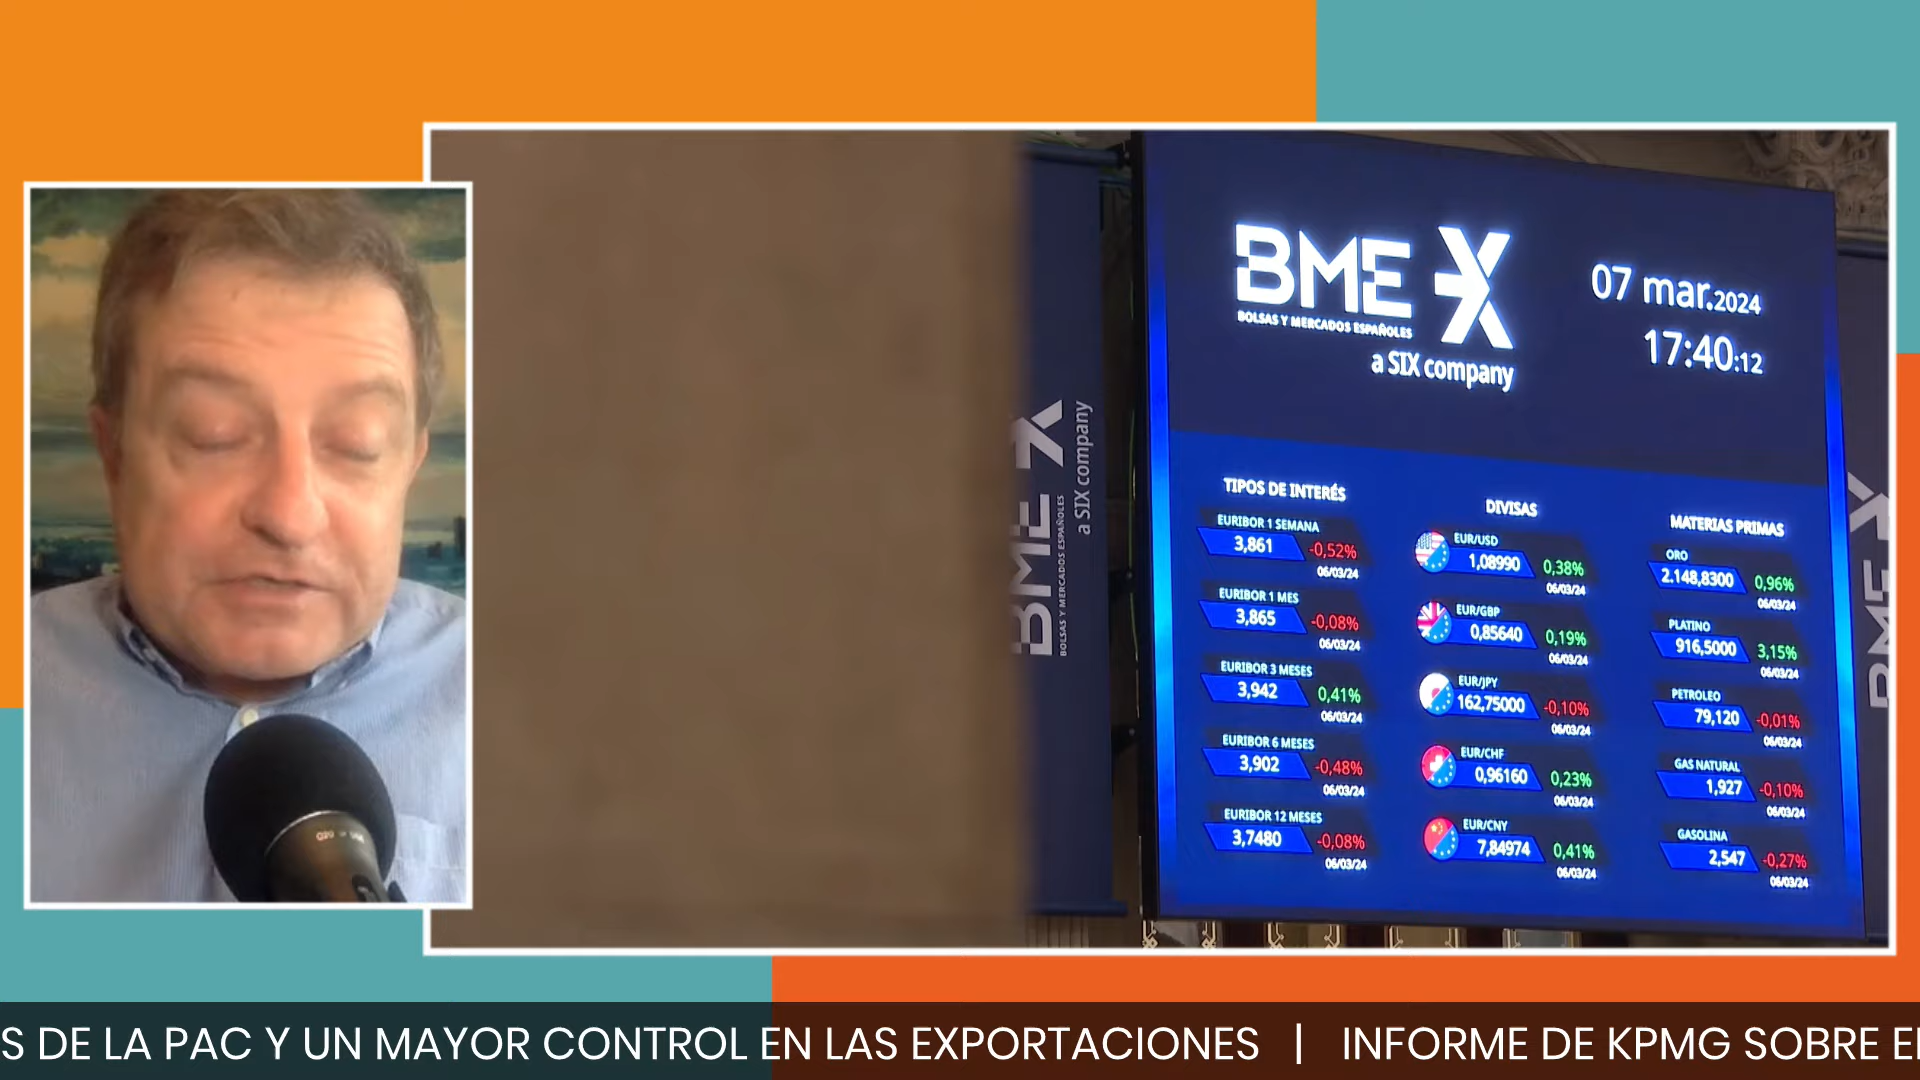 BME X
BOLSAS Y MERCADOS ESPAÑOLES
a SIX company
07 mar.2024
17:40:12
TIPOS DE INTERÉS
EURIBOR 1 SEMANA
3,861 -0,52%
06/03/24
EURIBOR 1 MES
3,865 -0,08%
06/03/24
EURIBOR 3 MESES
3,942 0,41%
06/03/24
EURIBOR 6 MESES
3,902 -0,48%
06/03/24
EURIBOR 12 MESES
3,7480 -0,08%
06/03/24
DIVISAS
EUR/USD
1,08990 0,38%
06/03/24
EUR/GBP
0,85640 0,19%
06/03/24
EUR/JPY
162,75000 -0,10%
06/03/24
EUR/CHF
0,96160 0,23%
06/03/24
EUR/CNY
7,84974 0,41%
06/03/24
MATERIAS PRIMAS
ORO
2.148,8300 0,96%
06/03/24
PLATINO
916,5000 3,15%
06/03/24
PETROLEO
79,120 -0,01%
06/03/24
GAS NATURAL
1,927 -0,10%
06/03/24
GASOLINA
2,547 -0,27%
06/03/24
BME X
BOLSAS Y MERCADOS ESPAÑOLES
a SIX company
BME X
S DE LA PAC Y UN MAYOR CONTROL EN LAS EXPORTACIONES | INFORME DE KPMG SOBRE